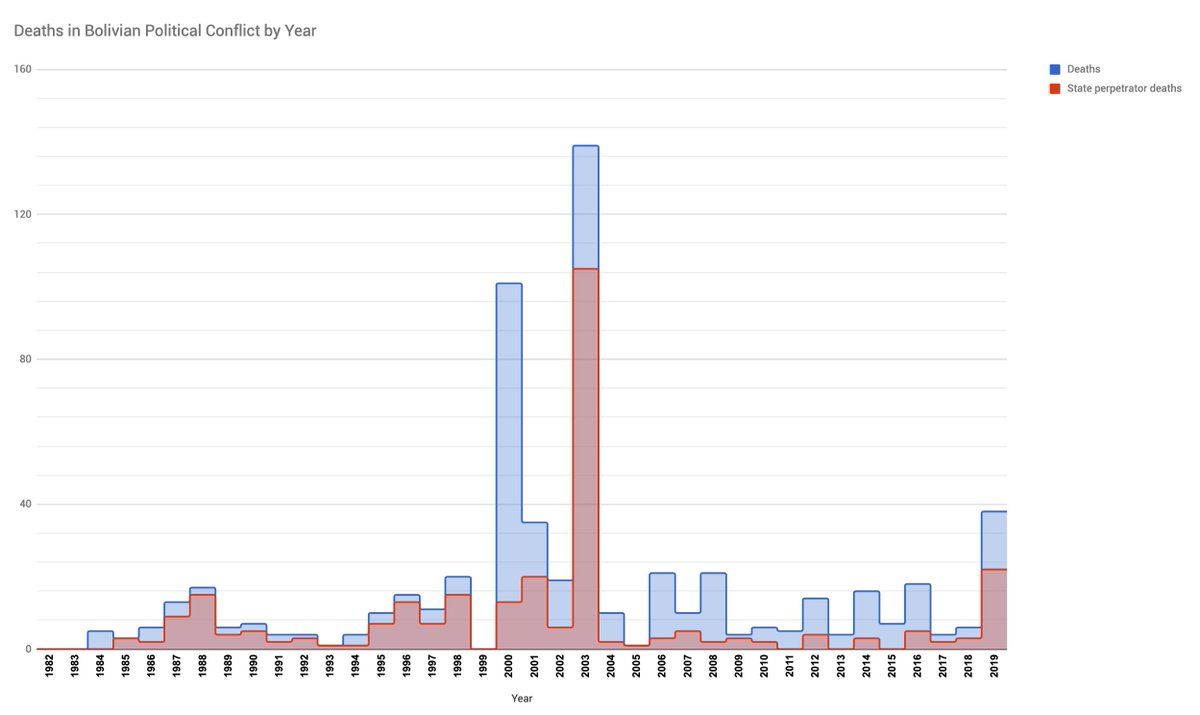 Deaths in Bolivian Political Conflict by Year
160
120
80
40
0
Deaths
State perpetrator deaths
1982 1983 1984 1985 1986 1987 1988 1989 1990 1991 1992 1993 1994 1995 1996 1997 1998 1999 2000 2001 2002 2003 2004 2005 2006 2007 2008 2009 2010 2011 2012 2013 2014 2015 2016 2017 2018 2019
Year